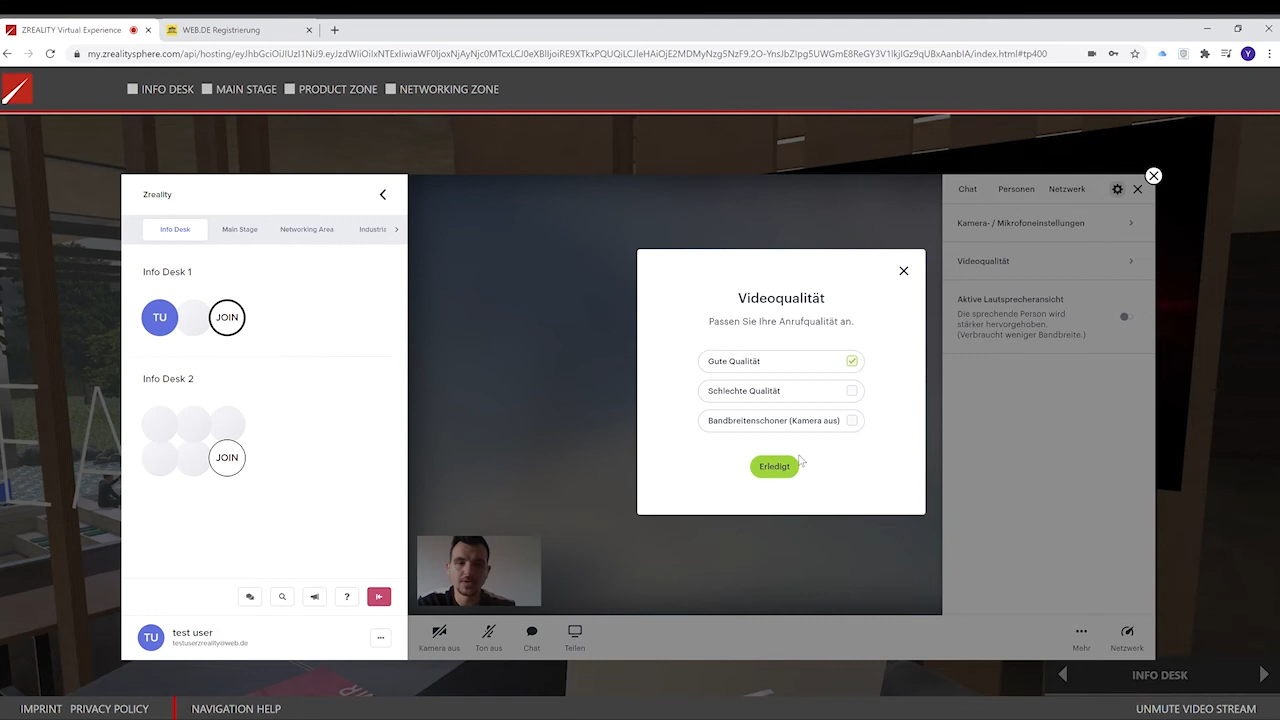 ZREALITY Virtual Experience
WEB.DE Registrierung
INFO DESK MAIN STAGE PRODUCT ZONE NETWORKING ZONE
Zreality
Info Desk Main Stage Networking Area Industria
Info Desk 1
TU JOIN
Info Desk 2
JOIN
?
TU test user
testuserzreality@web.de
Videoqualität
Passen Sie Ihre Anrufqualität an.
Gute Qualität
Schlechte Qualität
Bandbreitenschoner (Kamera aus)
Erledigt
Kamera aus Ton aus Chat Teilen Mehr Netzwerk
Chat Personen Netzwerk
Kamera- / Mikrofoneinstellungen
Videoqualität
Aktive Lautsprecheransicht
Die sprechende Person wird
stärker hervorgehoben.
(Verbraucht weniger Bandbreite.)
INFO DESK
IMPRINT PRIVACY POLICY NAVIGATION HELP UNMUTE VIDEO STREAM